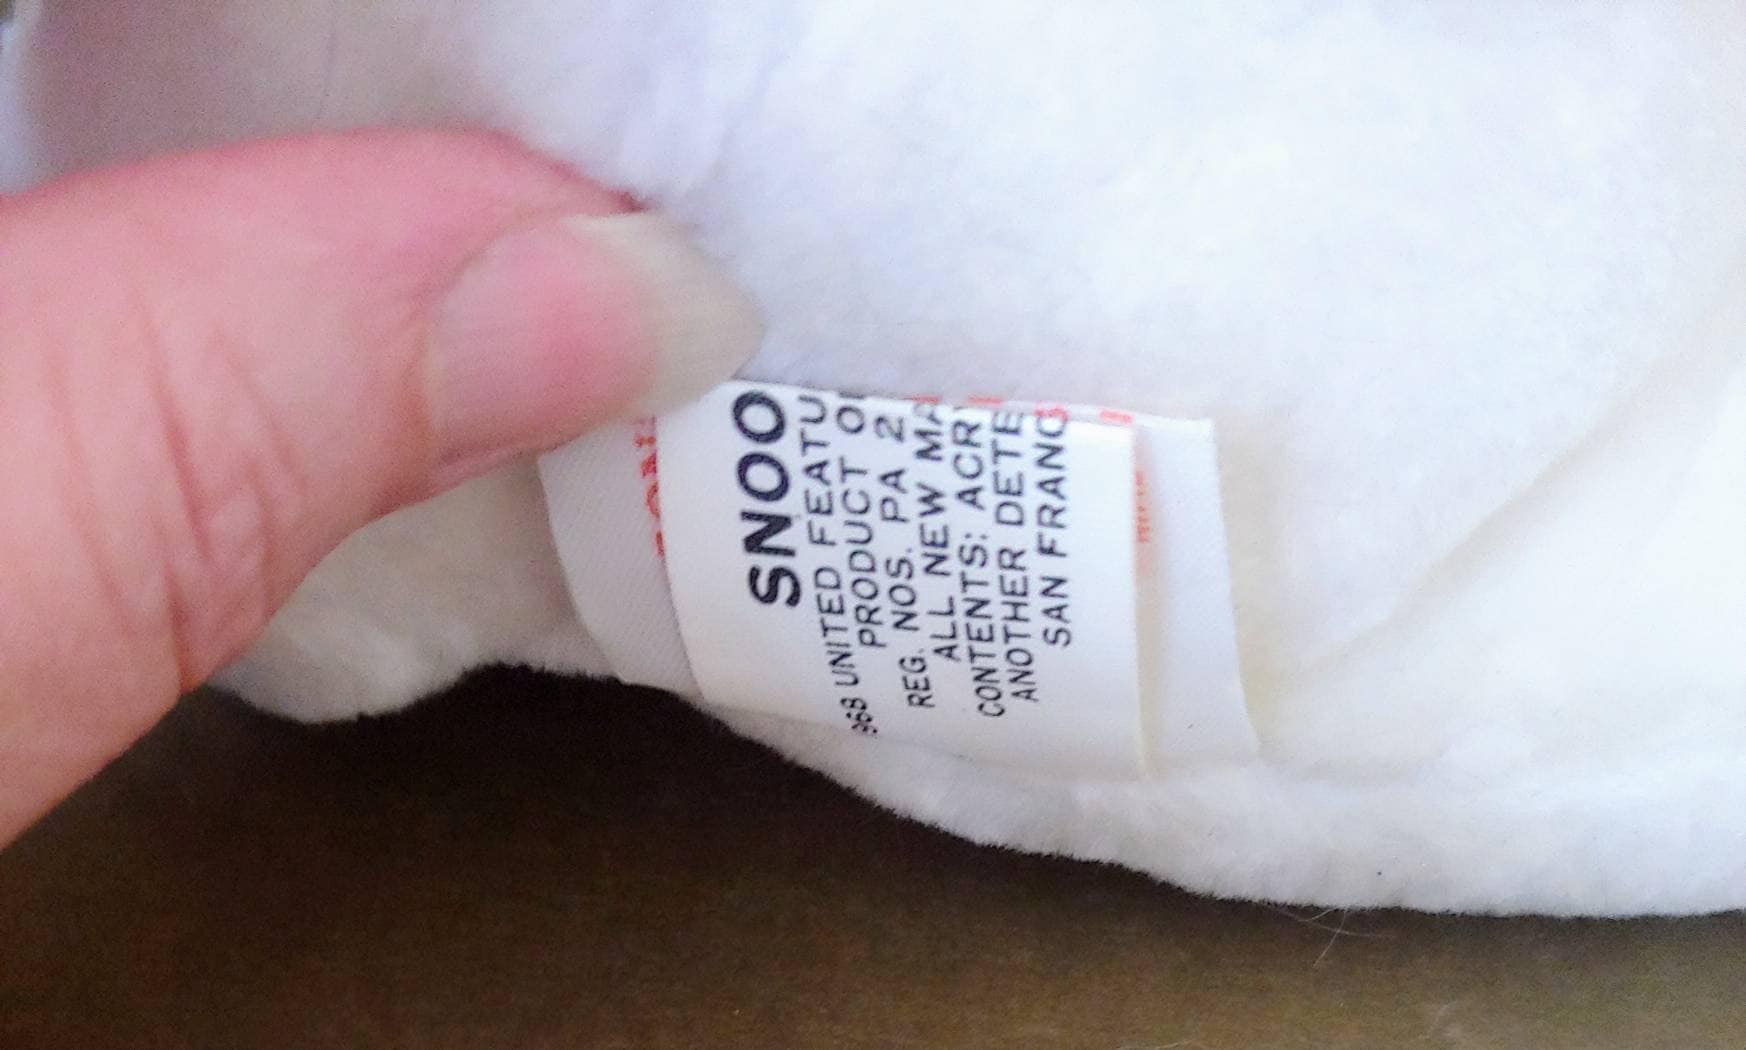 SNOO
968 UNITED FEATU
PRODUCT O
REG. NOS. PA 2
ALL NEW MA
CONTENTS: ACR
ANOTHER DETE
SAN FRANC